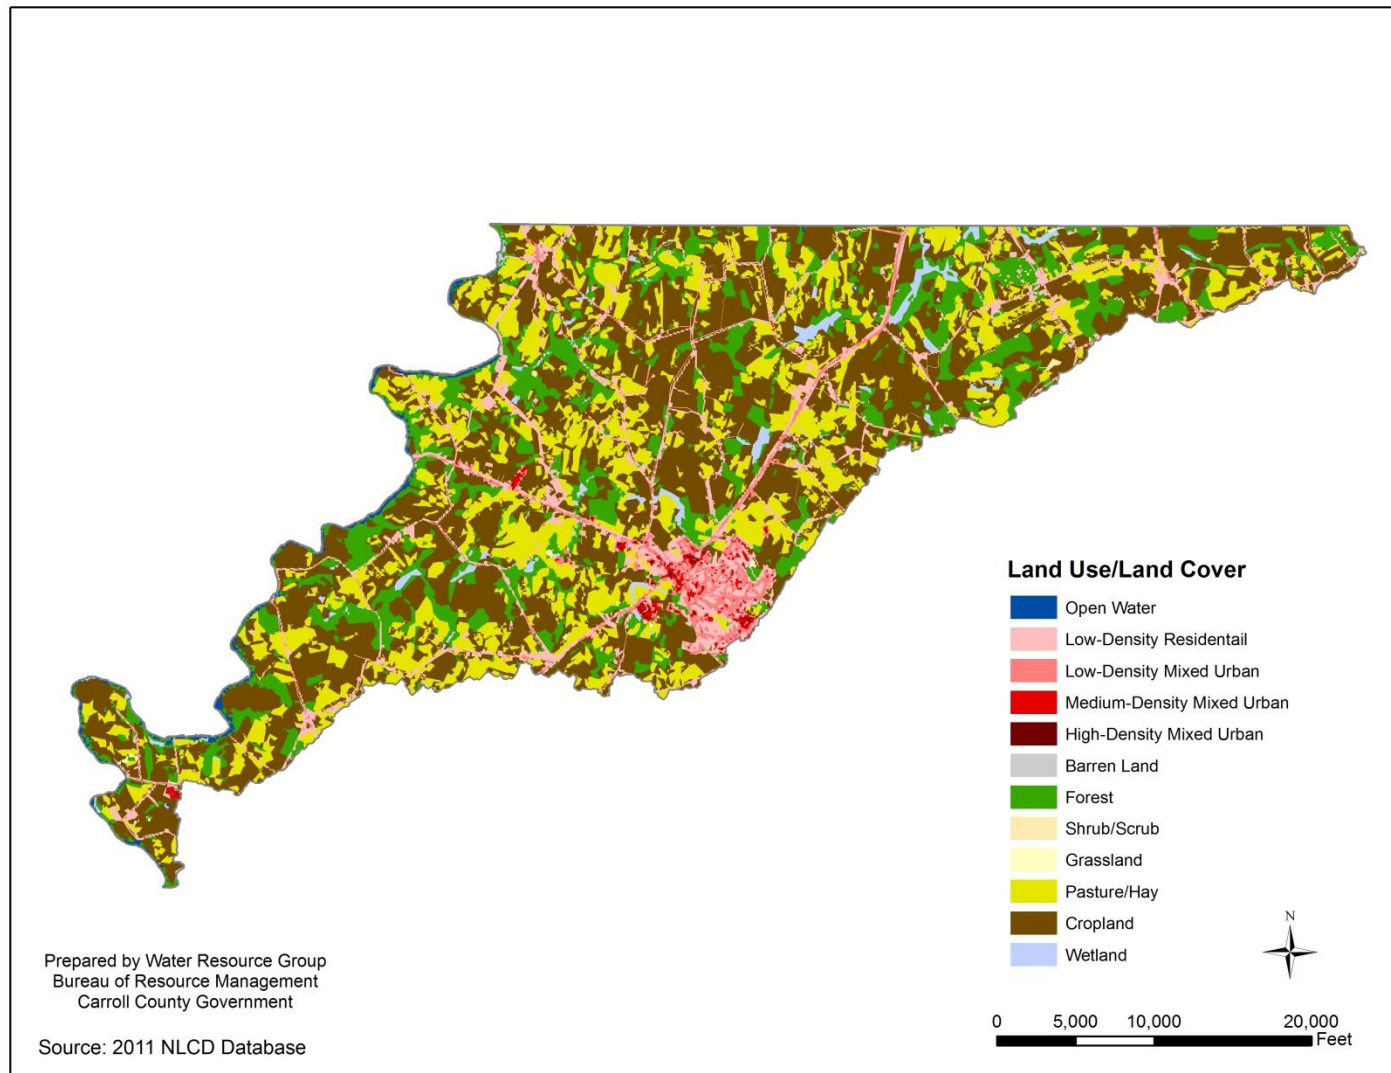 Land Use/Land Cover
Open Water
Low-Density Residentail
Low-Density Mixed Urban
Medium-Density Mixed Urban
High-Density Mixed Urban
Barren Land
Forest
Shrub/Scrub
Grassland
Pasture/Hay
Cropland
Wetland
N
Prepared by Water Resource Group
Bureau of Resource Management
Carroll County Government
Source: 2011 NLCD Database
0 5,000 10,000 20,000
Feet